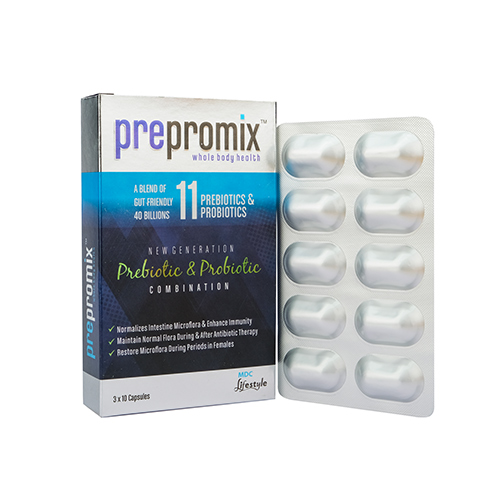 prepromix™
whole body health
A BLEND OF
GUT FRIENDLY
40 BILLIONS
11
PREBIOTICS &
PROBIOTICS
NEW GENERATION
Prebiotic & Probiotic
COMBINATION
✓ Normalizes Intestine Microflora & Enhance Immunity
✓ Maintain Normal Flora During & After Antibiotic Therapy
✓ Restore Microflora During Periods in Females
MDC
Lifestyle
3 x 10 Capsules
prepromix™